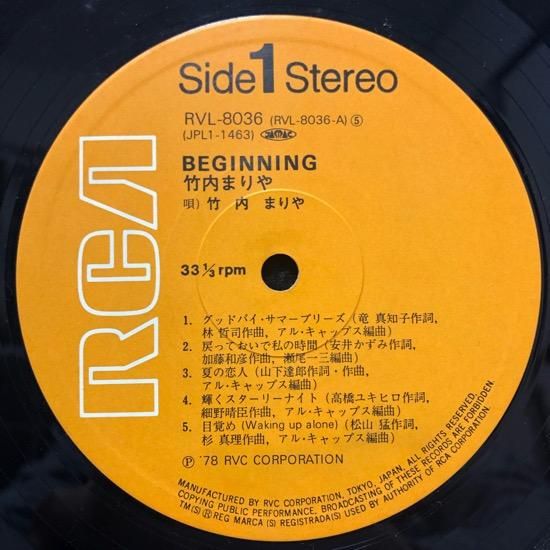 Side 1 Stereo
RVL-8036 (RVL-8036-A) ⑤
(JPL1-1463) JASRAC
BEGINNING
竹内まりや
唄) 竹 内 まりや
RCA
33 1/3 rpm
1. グッドバイ・サマーブリーズ (竜 真知子作詞,
林 哲司作曲, アル・キャップス編曲)
2. 戻っておいで私の時間 (安井かずみ作詞,
加藤和彦作曲, 瀬尾一三編曲)
3. 夏の恋人 (山下達郎作詞・作曲,
アル・キャップス編曲)
4. 輝くスターリーナイト (高橋ユキヒロ作詞,
細野晴臣作曲, アル・キャップス編曲)
5. 目覚め (Waking up alone) (松山 猛作詞,
杉 真理作曲, アル・キャップス編曲)
Ⓟ '78 RVC CORPORATION
MANUFACTURED BY RVC CORPORATION, TOKYO, JAPAN, ALL RIGHTS RESERVED,
COPYING PUBLIC PERFORMANCE, BROADCASTING OF THESE RECORDS ARE FORBIDDEN.
TM(S) ® REG MARCA (S) REGISTRADA(S) USED BY AUTHORITY OF RCA CORPORATION.